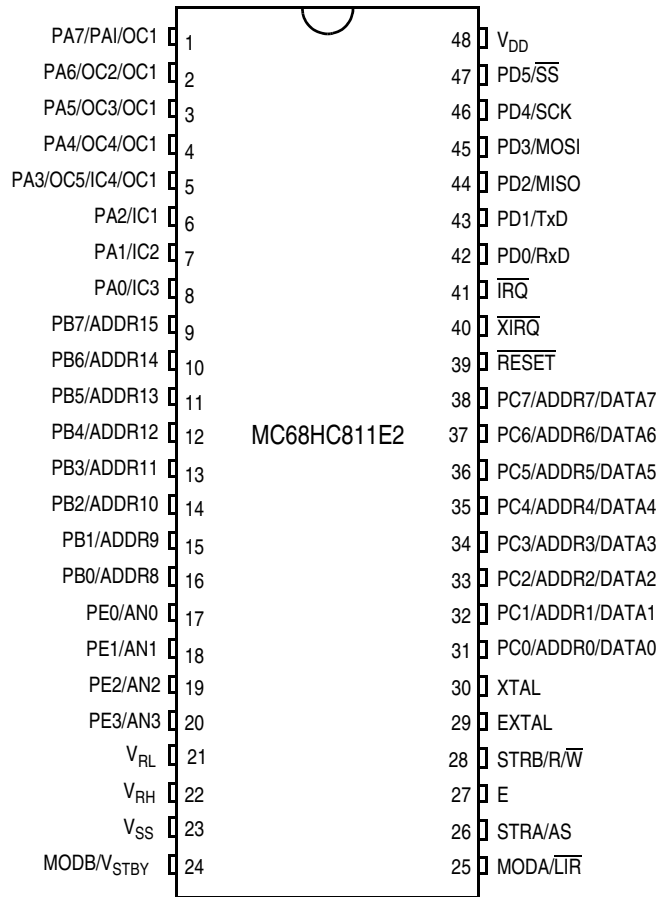 PA7/PAI/OC1 1 48 VDD
PA6/OC2/OC1 2 47 PD5/S̅S̅
PA5/OC3/OC1 3 46 PD4/SCK
PA4/OC4/OC1 4 45 PD3/MOSI
PA3/OC5/IC4/OC1 5 44 PD2/MISO
PA2/IC1 6 43 PD1/TxD
PA1/IC2 7 42 PD0/RxD
PA0/IC3 8 41 I̅R̅Q̅
PB7/ADDR15 9 40 X̅I̅R̅Q̅
PB6/ADDR14 10 39 R̅E̅S̅E̅T̅
PB5/ADDR13 11 38 PC7/ADDR7/DATA7
PB4/ADDR12 12 MC68HC811E2 37 PC6/ADDR6/DATA6
PB3/ADDR11 13 36 PC5/ADDR5/DATA5
PB2/ADDR10 14 35 PC4/ADDR4/DATA4
PB1/ADDR9 15 34 PC3/ADDR3/DATA3
PB0/ADDR8 16 33 PC2/ADDR2/DATA2
PE0/AN0 17 32 PC1/ADDR1/DATA1
PE1/AN1 18 31 PC0/ADDR0/DATA0
PE2/AN2 19 30 XTAL
PE3/AN3 20 29 EXTAL
VRL 21 28 STRB/R/W̅
VRH 22 27 E
VSS 23 26 STRA/AS
MODB/VSTBY 24 25 MODA/L̅I̅R̅